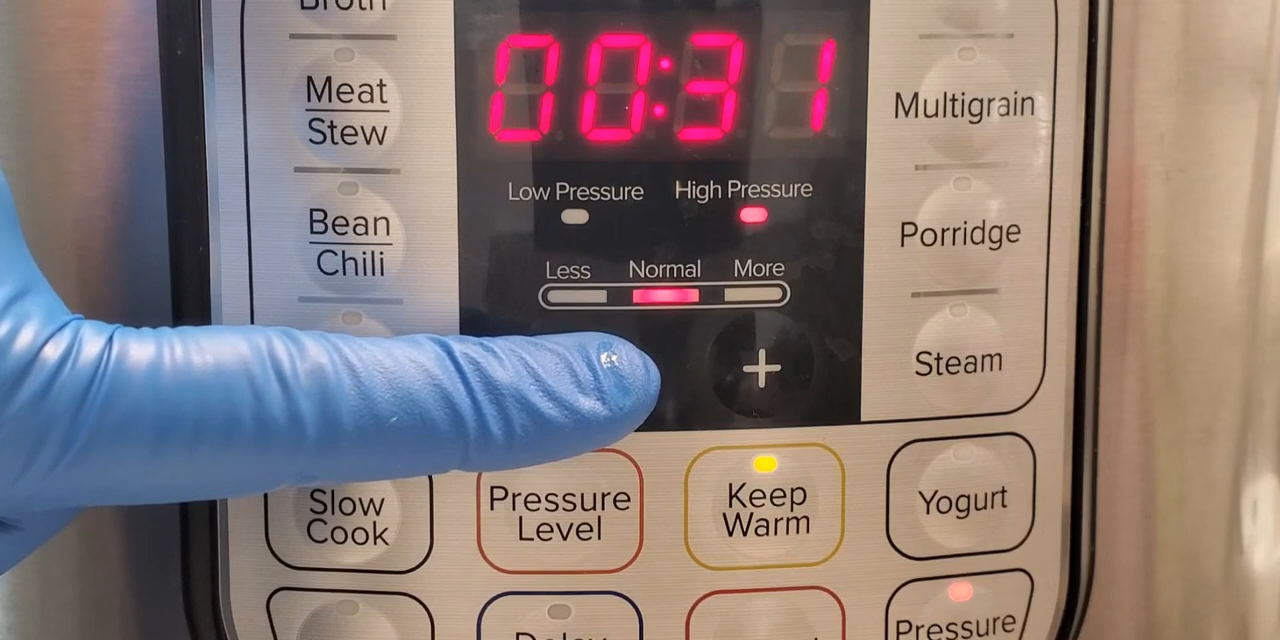 Broth
Meat
Stew
Bean
Chili
00:31
Low Pressure
High Pressure
Less
Normal
More
+
Multigrain
Porridge
Steam
Slow
Cook
Pressure
Level
Keep
Warm
Yogurt
Delay
Pressure